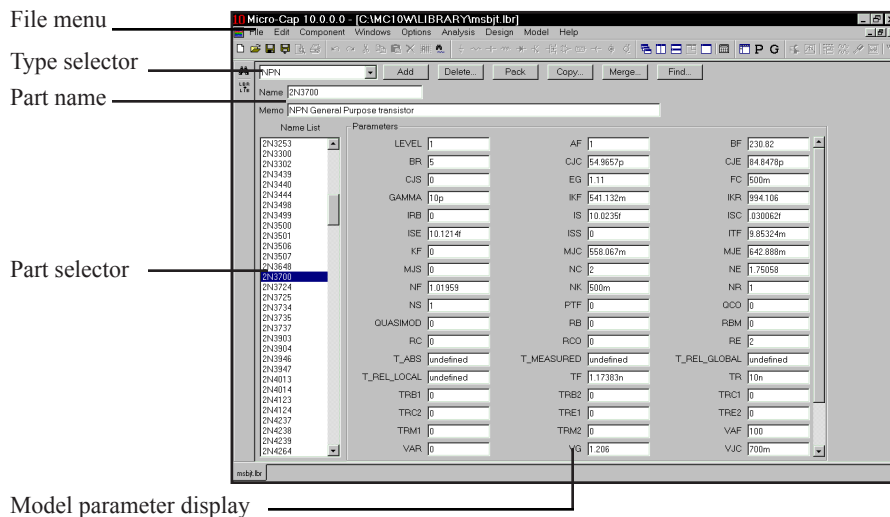 File menu
Type selector
Part name
Part selector
Model parameter display
10 Micro-Cap 10.0.0.0 - [C:\MC10W\LIBRARY\msbjt.lbr]
File Edit Component Windows Options Analysis Design Model Help
NPN Add Delete... Pack Copy... Merge... Find...
Name 2N3700
Memo NPN General Purpose transistor
Name List Parameters
2N3253
2N3300
2N3302
2N3439
2N3440
2N3444
2N3498
2N3499
2N3500
2N3501
2N3506
2N3507
2N3648
2N3700
2N3724
2N3725
2N3734
2N3735
2N3737
2N3903
2N3904
2N3946
2N3947
2N4013
2N4014
2N4123
2N4124
2N4237
2N4238
2N4239
2N4264
LEVEL 1 AF 1 BF 230.82
BR 5 CJC 54.9657p CJE 84.8478p
CJS 0 EG 1.11 FC 500m
GAMMA 10p IKF 541.132m IKR 994.106
IRB 0 IS 10.0235f ISC .030062f
ISE 10.1214f ISS 0 ITF 9.85324m
KF 0 MJC 558.067m MJE 642.888m
MJS 0 NC 2 NE 1.75058
NF 1.01959 NK 500m NR 1
NS 1 PTF 0 QCO 0
QUASIMOD 0 RB 0 RBM 0
RC 0 RCO 0 RE 2
T_ABS undefined T_MEASURED undefined T_REL_GLOBAL undefined
T_REL_LOCAL undefined TF 1.17383n TR 10n
TRB1 0 TRB2 0 TRC1 0
TRC2 0 TRE1 0 TRE2 0
TRM1 0 TRM2 0 VAF 100
VAR 0 VG 1.206 VJC 700m
msbjt.lbr